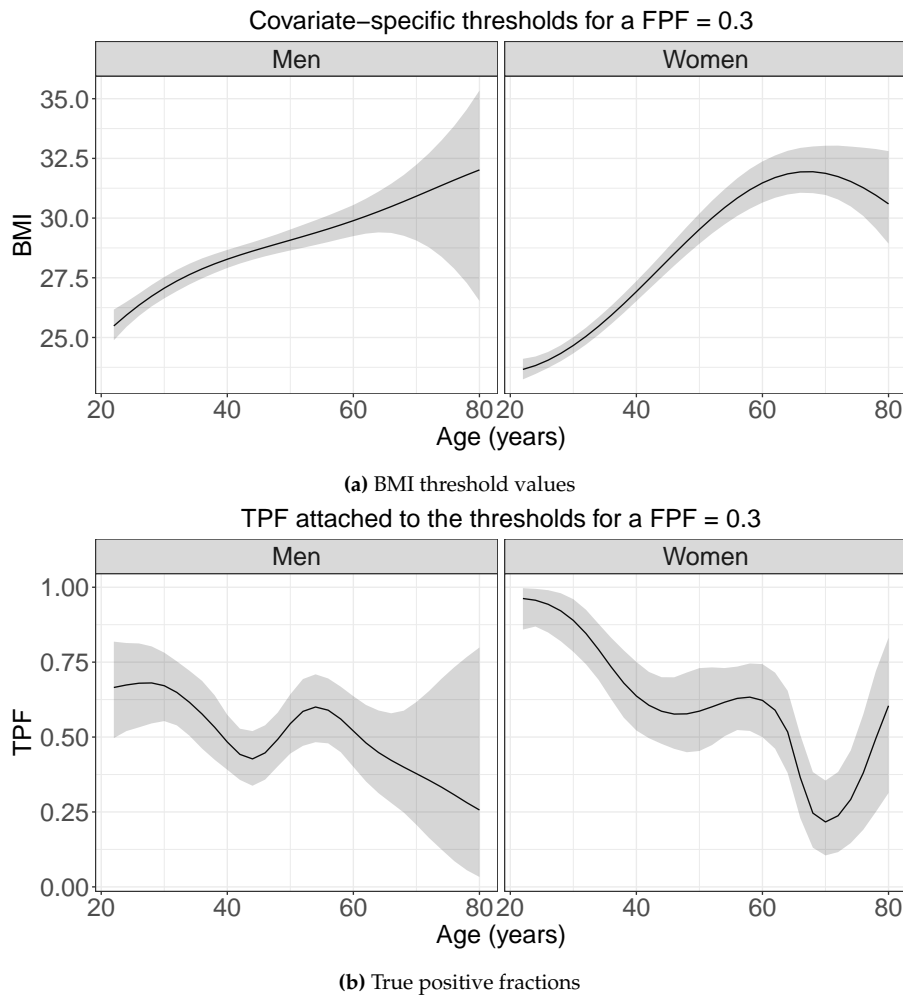 Covariate−specific thresholds for a FPF = 0.3
Men Women
35.0
32.5
30.0
27.5
25.0
BMI
20 40 60 80 20 40 60 80
Age (years)
(a) BMI threshold values
TPF attached to the thresholds for a FPF = 0.3
Men Women
1.00
0.75
0.50
0.25
0.00
TPF
20 40 60 80 20 40 60 80
Age (years)
(b) True positive fractions